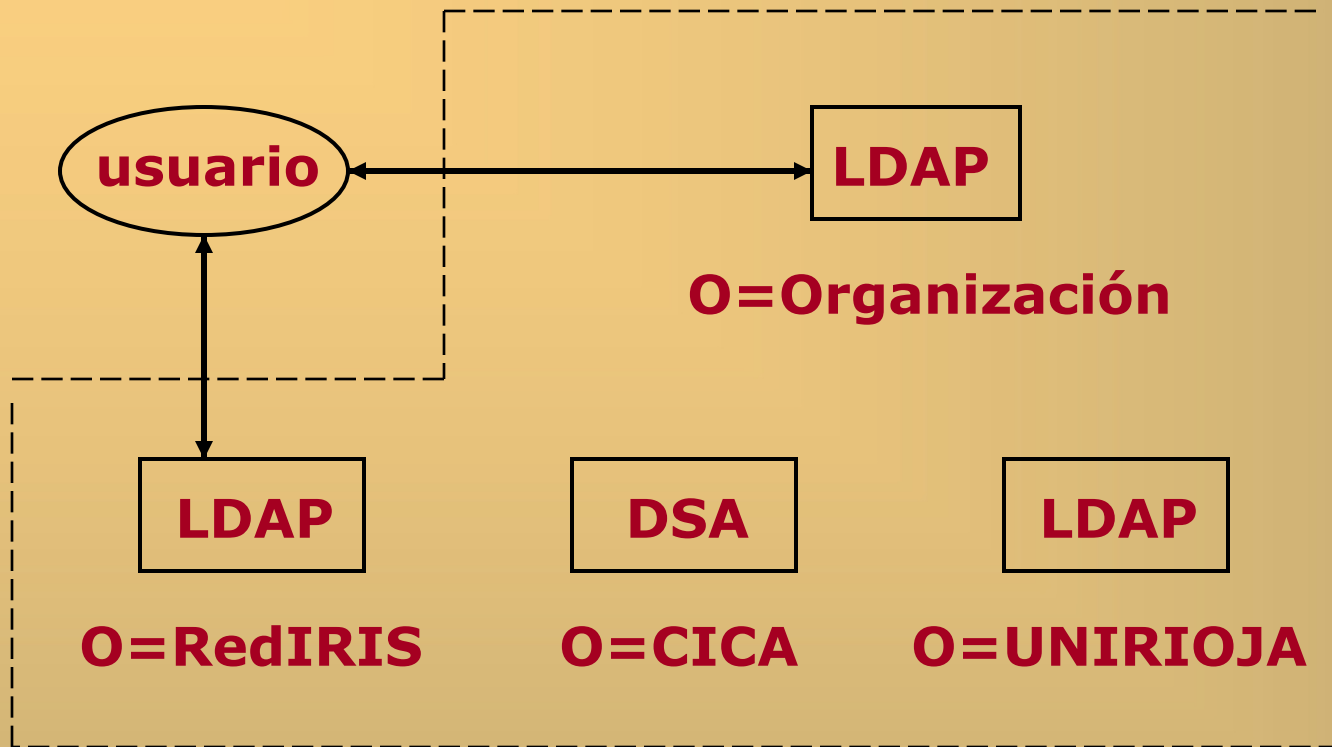 usuario
LDAP
O=Organización
LDAP
DSA
LDAP
O=RedIRIS
O=CICA
O=UNIRIOJA